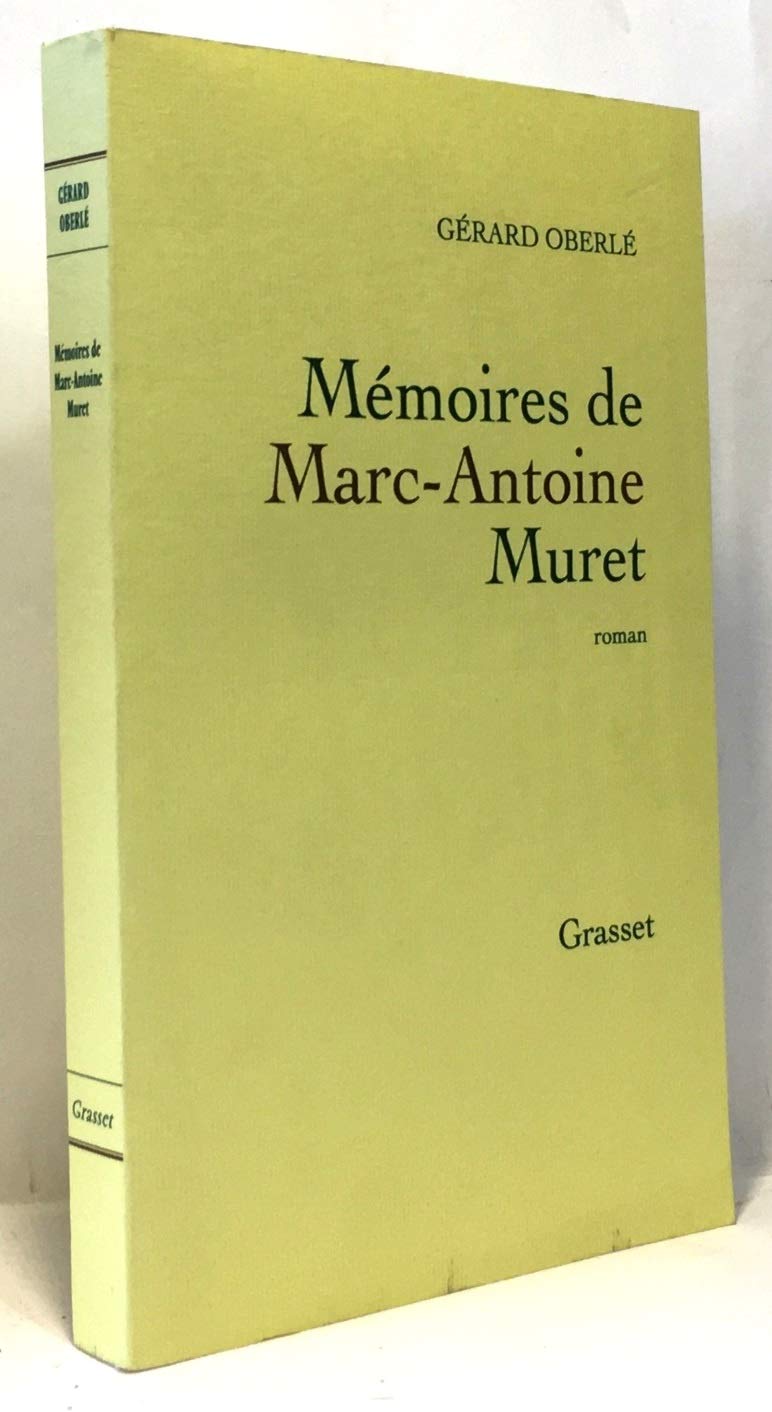 GÉRARD
OBERLÉ
Mémoires de
Marc-Antoine
Muret
Grasset
GÉRARD OBERLÉ
Mémoires de
Marc-Antoine
Muret
roman
Grasset